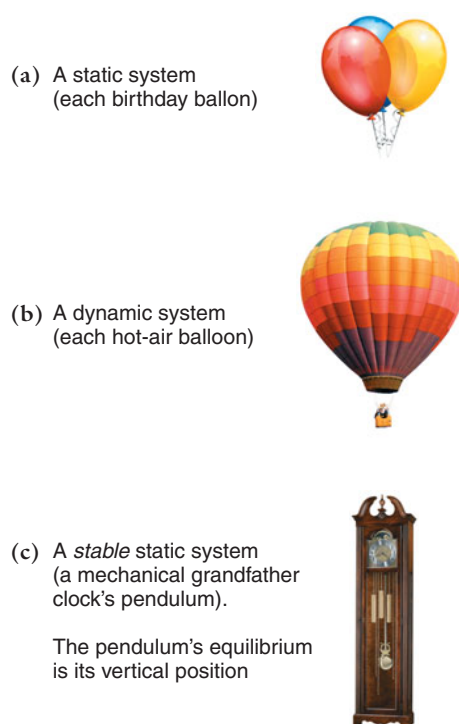 (a) A static system
(each birthday ballon)
(b) A dynamic system
(each hot-air balloon)
(c) A stable static system
(a mechanical grandfather
clock's pendulum).
The pendulum's equilibrium
is its vertical position